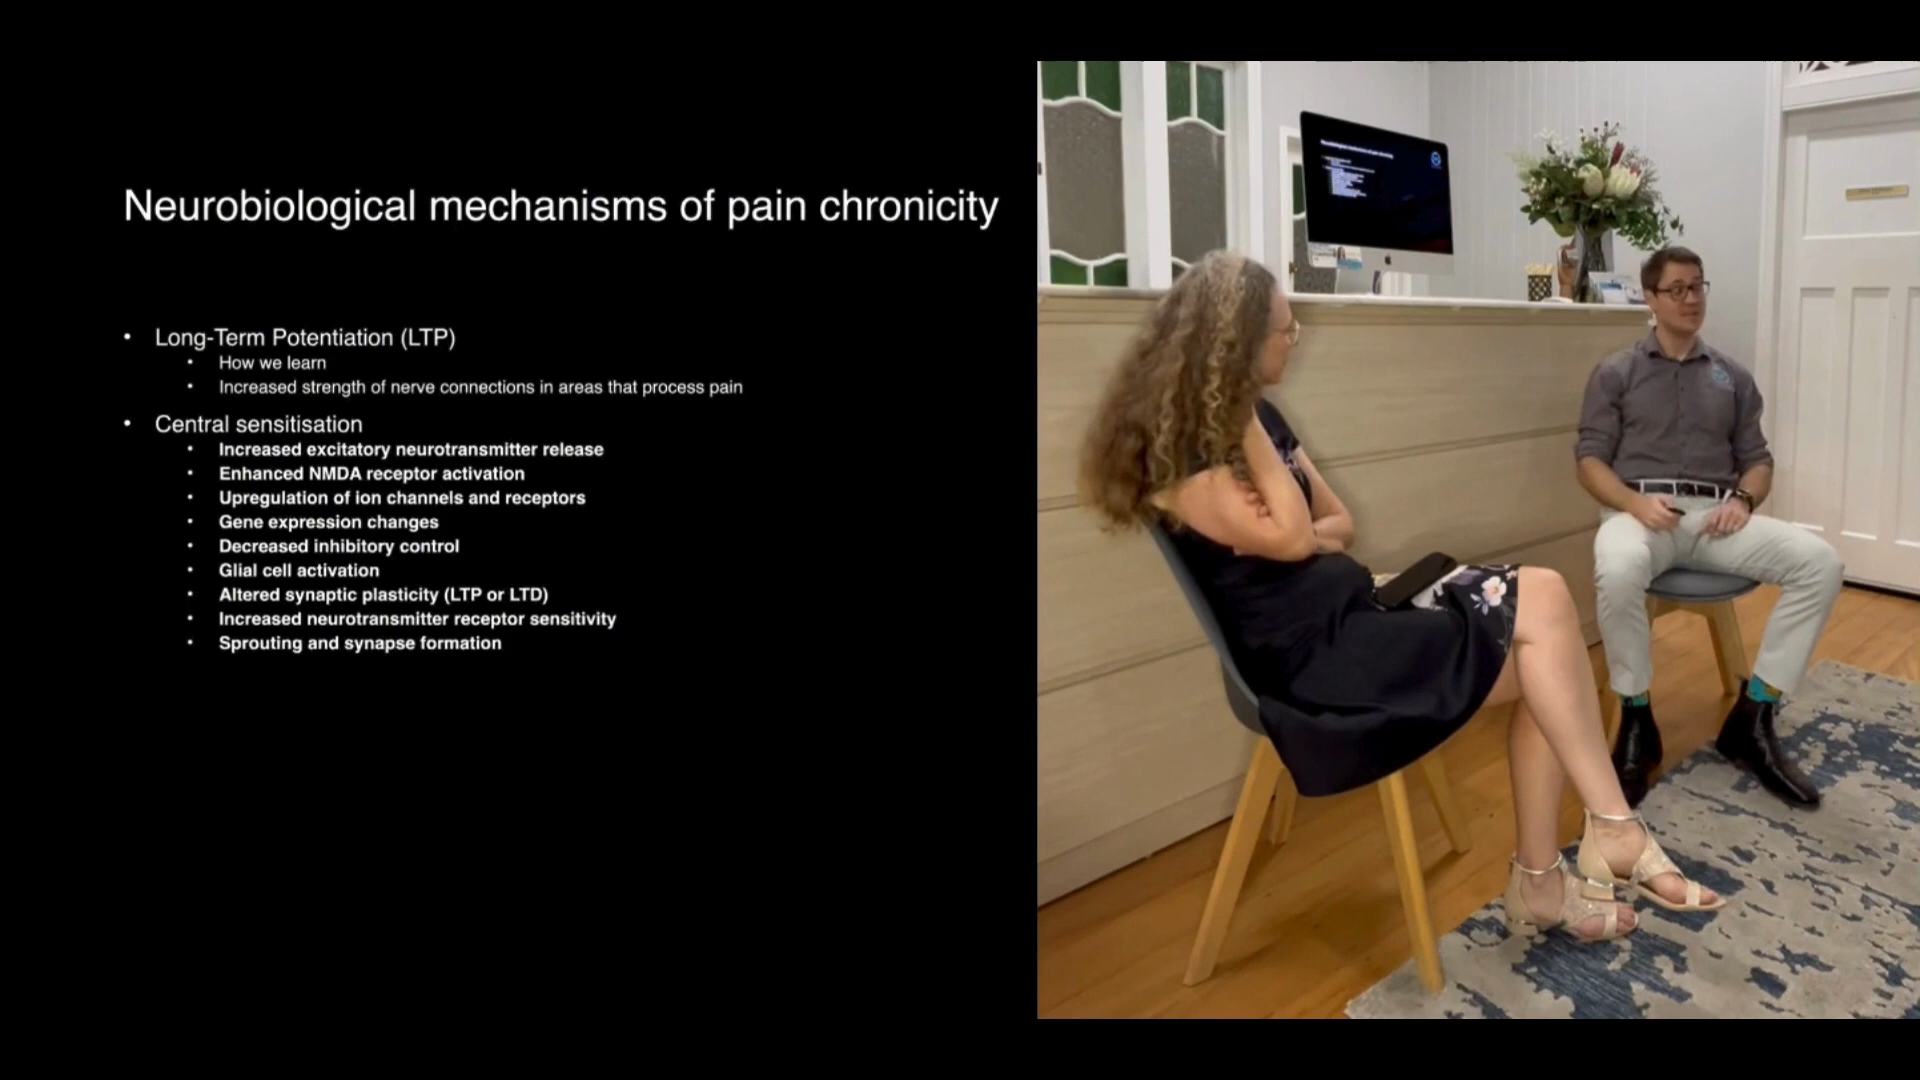 Neurobiological mechanisms of pain chronicity
• Long-Term Potentiation (LTP)
• How we learn
• Increased strength of nerve connections in areas that process pain
• Central sensitisation
• Increased excitatory neurotransmitter release
• Enhanced NMDA receptor activation
• Upregulation of ion channels and receptors
• Gene expression changes
• Decreased inhibitory control
• Glial cell activation
• Altered synaptic plasticity (LTP or LTD)
• Increased neurotransmitter receptor sensitivity
• Sprouting and synapse formation